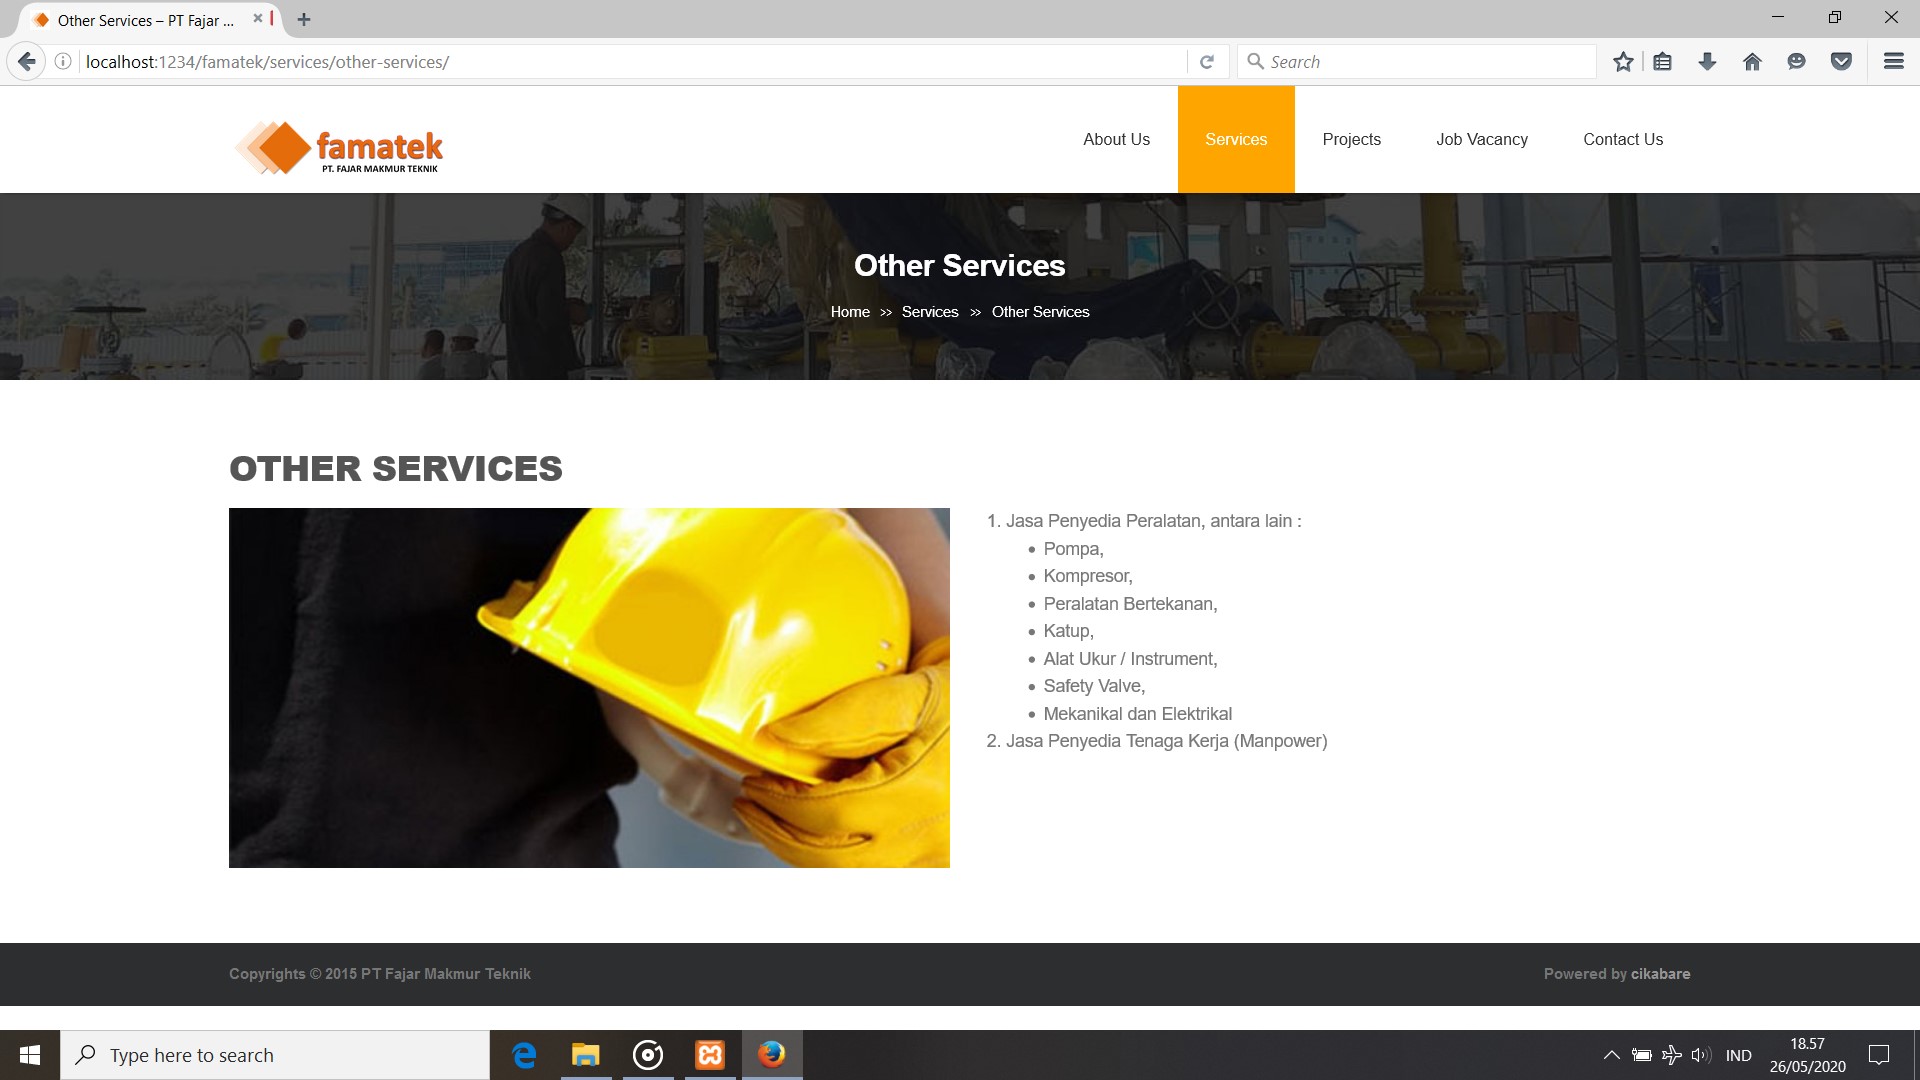 Other Services – PT Fajar ...
localhost:1234/famatek/services/other-services/
Search
famatek
PT. FAJAR MAKMUR TEKNIK
About Us
Services
Projects
Job Vacancy
Contact Us
Other Services
Home >> Services >> Other Services
OTHER SERVICES
1. Jasa Penyedia Peralatan, antara lain :
• Pompa,
• Kompresor,
• Peralatan Bertekanan,
• Katup,
• Alat Ukur / Instrument,
• Safety Valve,
• Mekanikal dan Elektrikal
2. Jasa Penyedia Tenaga Kerja (Manpower)
Copyrights © 2015 PT Fajar Makmur Teknik
Powered by cikabare
Type here to search
IND
18.57
26/05/2020